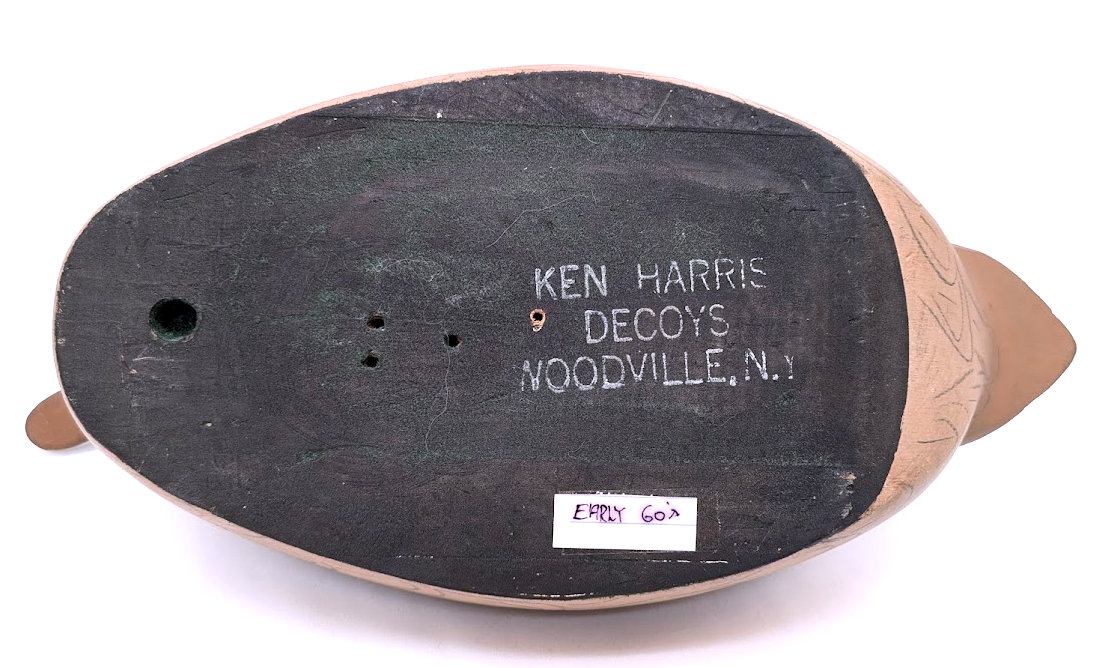 KEN HARRIS
DECOYS
WOODVILLE, N.Y
EARLY 60's